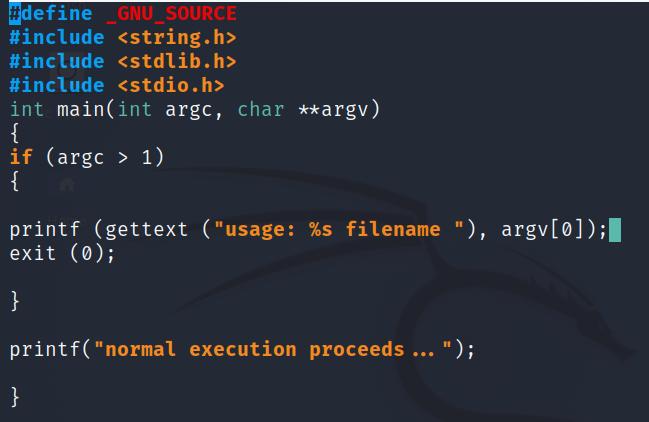 #define _GNU_SOURCE
#include <string.h>
#include <stdlib.h>
#include <stdio.h>
int main(int argc, char **argv)
{
if (argc > 1)
{
printf (gettext ("usage: %s filename "), argv[0]);
exit (0);
}
printf("normal execution proceeds...");
}